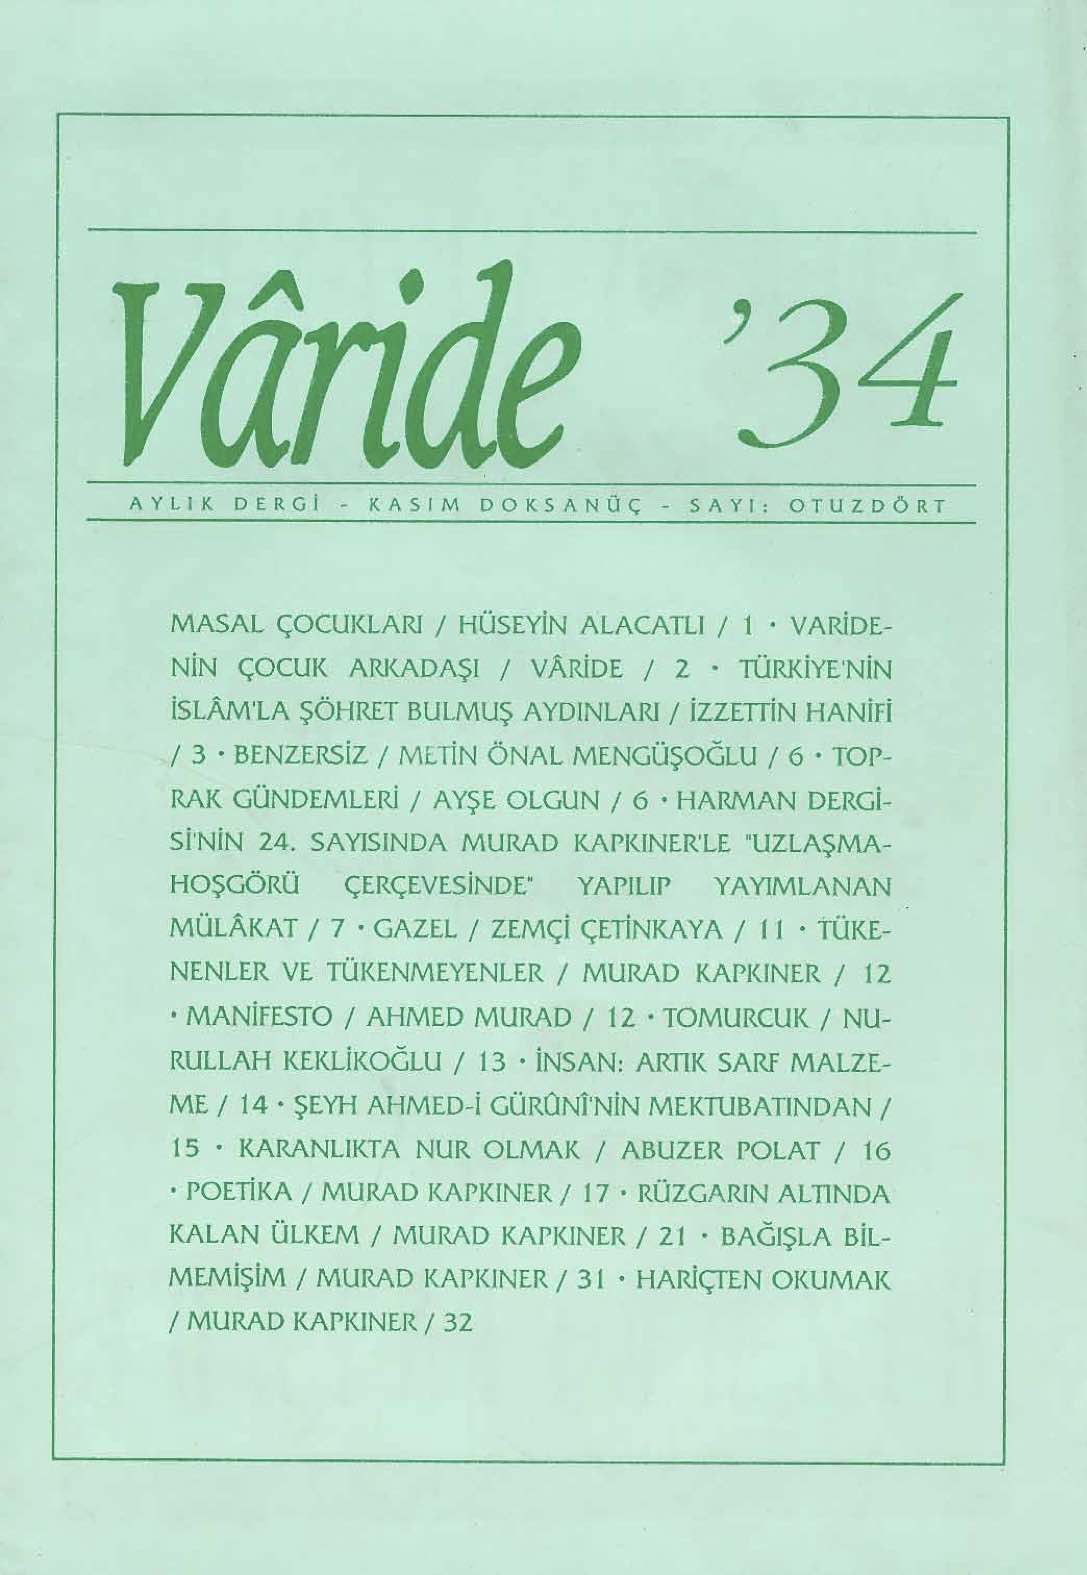 Vâride '34
AYLIK DERGİ - KASIM DOKSANÜÇ - SAYI: OTUZDÖRT
MASAL ÇOCUKLARI / HÜSEYİN ALACATLI / 1 · VARİDE-
NİN ÇOCUK ARKADAŞI / VÂRİDE / 2 · TÜRKİYE'NİN
İSLÂM'LA ŞÖHRET BULMUŞ AYDINLARI / İZZETTİN HANİFİ
/ 3 · BENZERSİZ / METİN ÖNAL MENGÜŞOĞLU / 6 · TOP-
RAK GÜNDEMLERİ / AYŞE OLGUN / 6 · HARMAN DERGİ-
Sİ'NİN 24. SAYISINDA MURAD KAPKINER'LE "UZLAŞMA-
HOŞGÖRÜ ÇERÇEVESİNDE" YAPILIP YAYIMLANAN
MÜLÂKAT / 7 · GAZEL / ZEMÇİ ÇETİNKAYA / 11 · TÜKE-
NENLER VE TÜKENMEYENLER / MURAD KAPKINER / 12
· MANİFESTO / AHMED MURAD / 12 · TOMURCUK / NU-
RULLAH KEKLİKOĞLU / 13 · İNSAN: ARTIK SARF MALZE-
ME / 14 · ŞEYH AHMED-İ GÜRÛNÎ'NİN MEKTUBATINDAN /
15 · KARANLIKTA NUR OLMAK / ABUZER POLAT / 16
· POETİKA / MURAD KAPKINER / 17 · RÜZGARIN ALTINDA
KALAN ÜLKEM / MURAD KAPKINER / 21 · BAĞIŞLA BİL-
MEMİŞİM / MURAD KAPKINER / 31 · HARİÇTEN OKUMAK
/ MURAD KAPKINER / 32